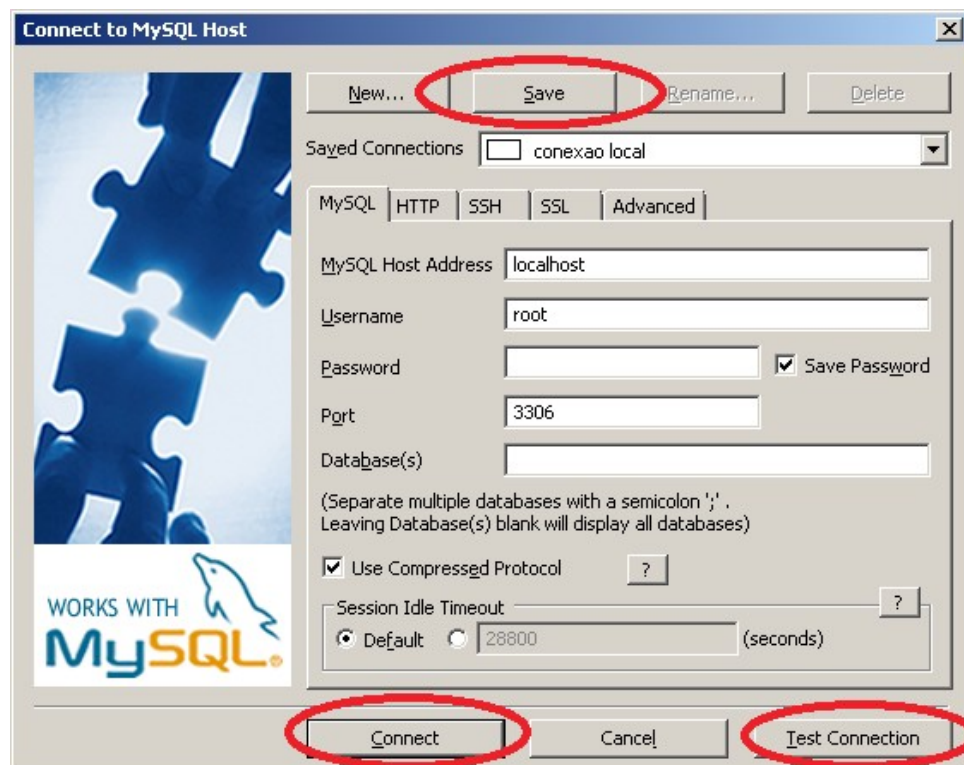 Connect to MySQL Host
New... Save Rename... Delete
Saved Connections conexao local
MySQL HTTP SSH SSL Advanced
MySQL Host Address localhost
Username root
Password Save Password
Port 3306
Database(s)
(Separate multiple databases with a semicolon ';' .
Leaving Database(s) blank will display all databases)
Use Compressed Protocol ?
WORKS WITH
MySQL®
Session Idle Timeout ?
Default 28800 (seconds)
Connect Cancel Test Connection